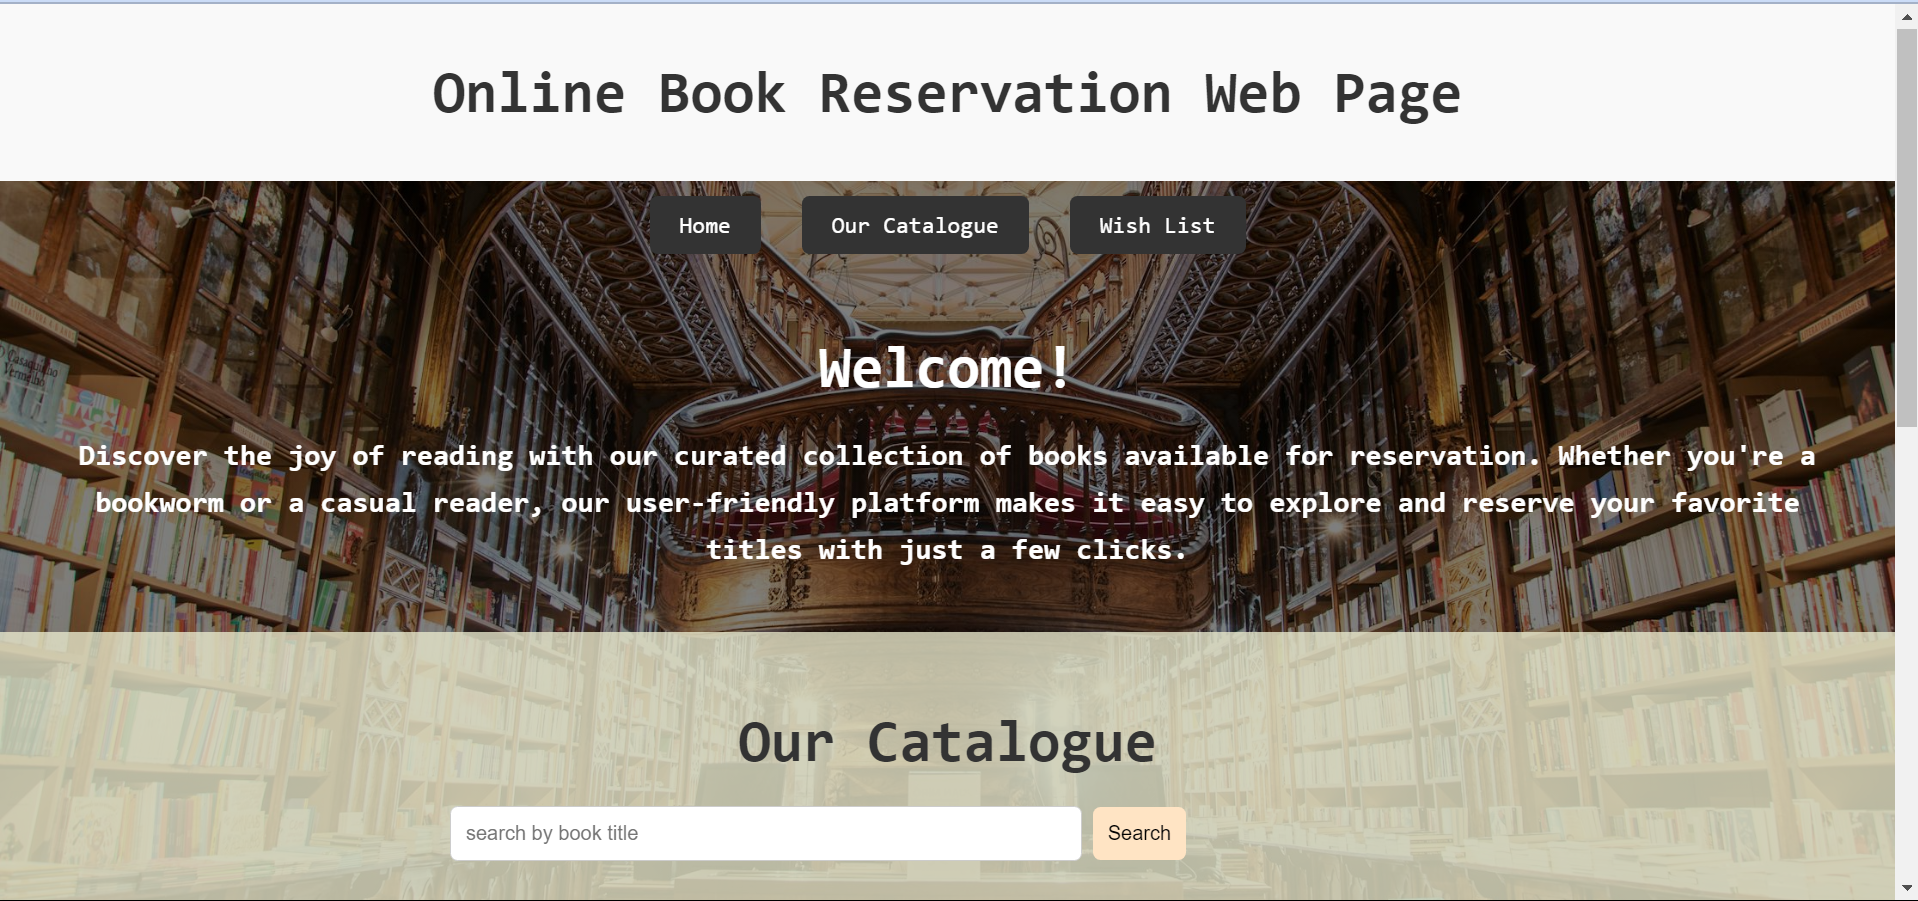 Online Book Reservation Web Page
Home
Our Catalogue
Wish List
Welcome!
Discover the joy of reading with our curated collection of books available for reservation. Whether you're a
bookworm or a casual reader, our user-friendly platform makes it easy to explore and reserve your favorite
titles with just a few clicks.
Our Catalogue
search by book title
Search